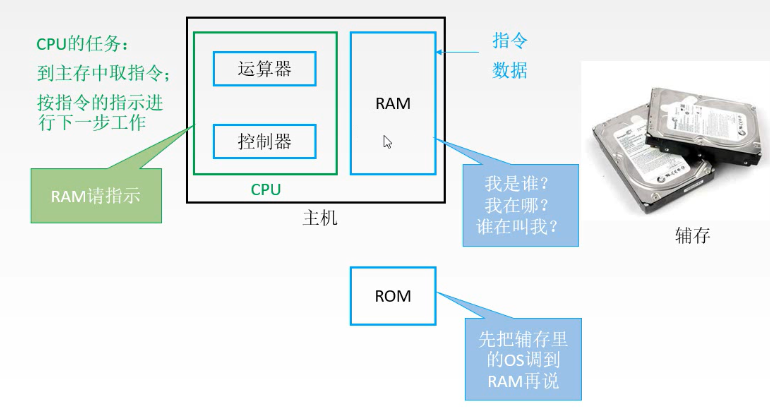 CPU的任务：
到主存中取指令；
按指令的指示进
行下一步工作
RAM请指示
运算器
控制器
CPU
RAM
主机
指令
数据
我是谁？
我在哪？
谁在叫我？
辅存
ROM
先把辅存里
的OS调到
RAM再说